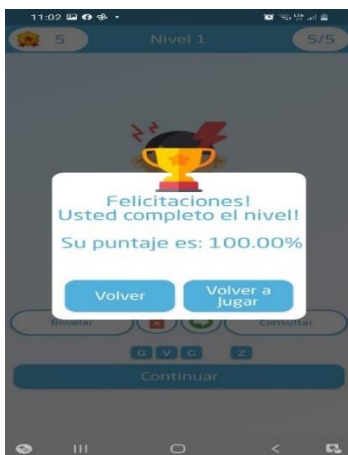 11:02
5 Nivel 1 5/5
Felicitaciones!
Usted completo el nivel!
Su puntaje es: 100.00%
Volver
Volver a
Jugar
Revelar Consultar
G V C Z
Continuar